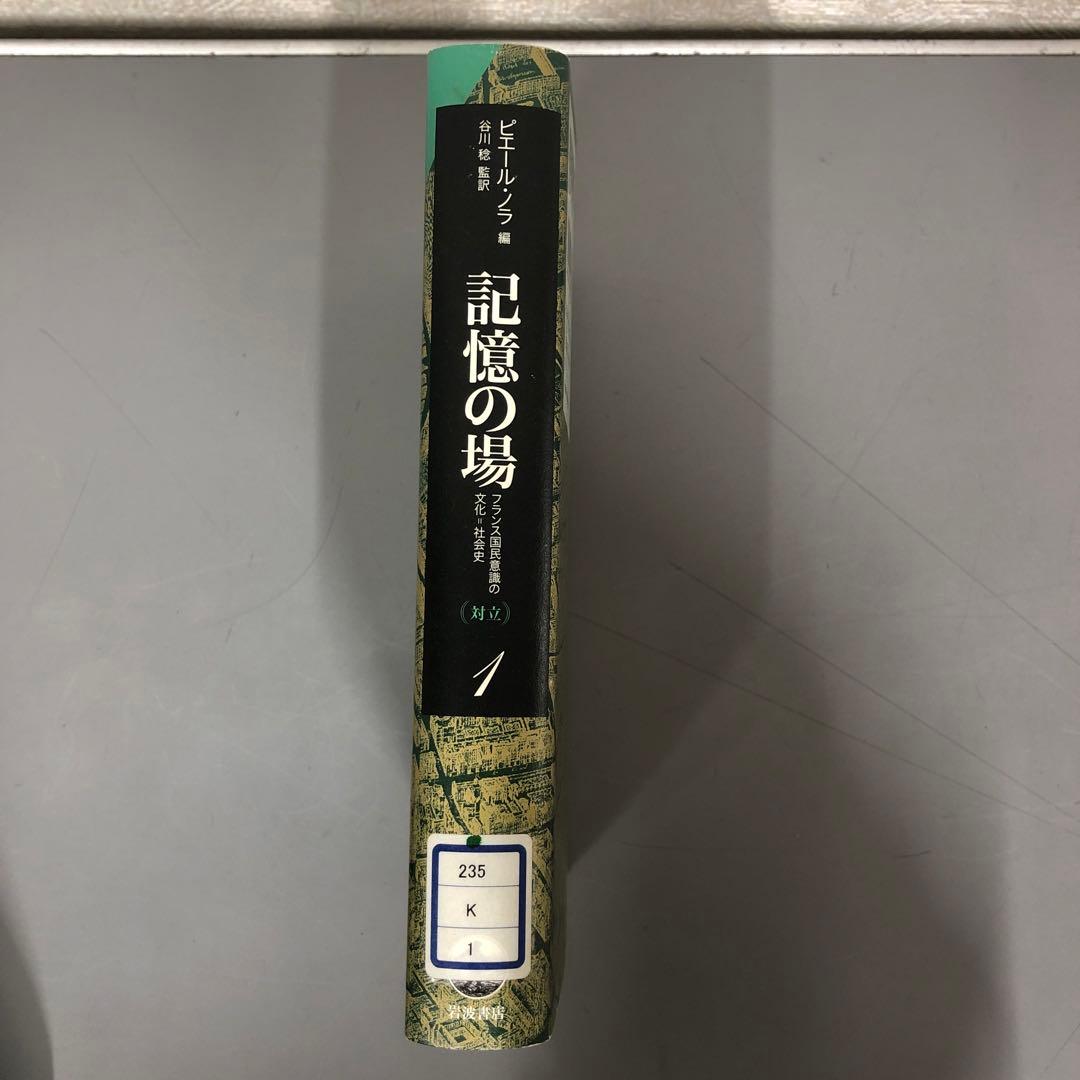 ピエール・ノラ 編
谷川 稔 監訳
記憶の場
フランス国民意識の
文化=社会史
(対立)
1
235
K
1
岩波書店